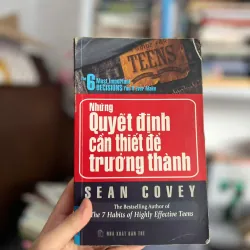 TEENS
6 Most Important
DECISIONS You'll Ever Make
Những
Quyết định
cần thiết để
trưởng thành
SEAN COVEY
The Bestselling Author of
The 7 Habits of Highly Effective Teens
NHÀ XUẤT BẢN TRẺ